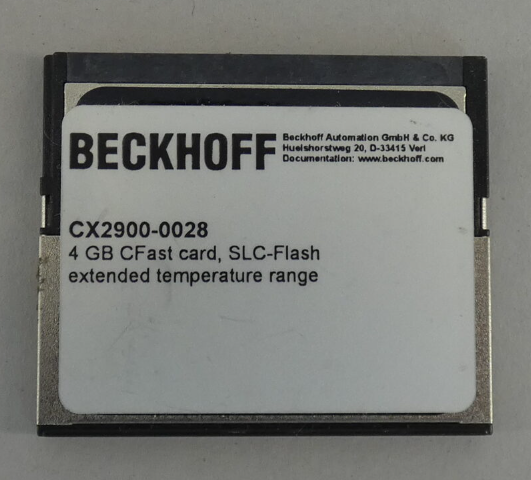 BECKHOFF
Beckhoff Automation GmbH & Co. KG
Huelshorstweg 20, D-33415 Verl
Documentation: www.beckhoff.com
CX2900-0028
4 GB CFast card, SLC-Flash
extended temperature range